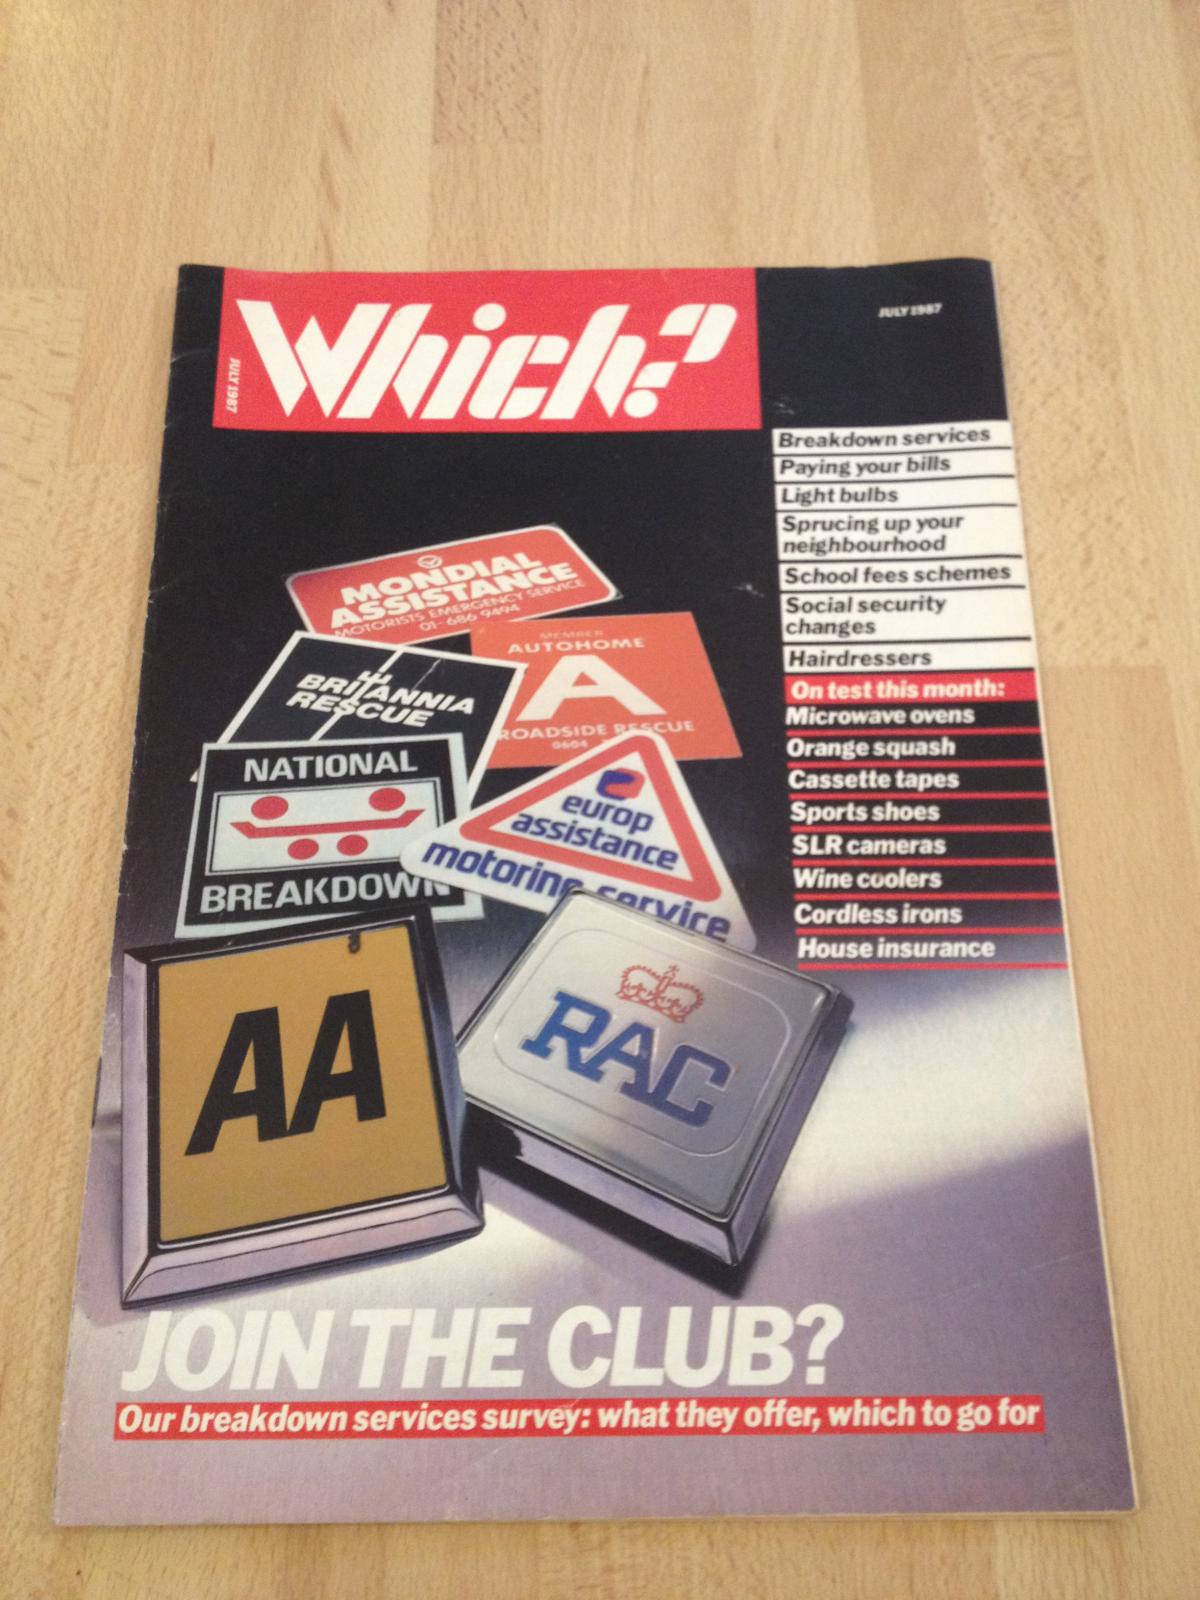 Which?
JULY 1987
JULY 1987
Breakdown services
Paying your bills
Light bulbs
Sprucing up your
neighbourhood
School fees schemes
Social security
changes
Hairdressers
On test this month:
Microwave ovens
Orange squash
Cassette tapes
Sports shoes
SLR cameras
Wine coolers
Cordless irons
House insurance
MONDIAL
ASSISTANCE
MOTORISTS EMERGENCY SERVICE
01-686 9494
MEMBER
AUTOHOME
A
ROADSIDE RESCUE
0604
BRITANNIA
RESCUE
NATIONAL
BREAKDOWN
europ
assistance
motoring service
AA
RAC
JOIN THE CLUB?
Our breakdown services survey: what they offer, which to go for